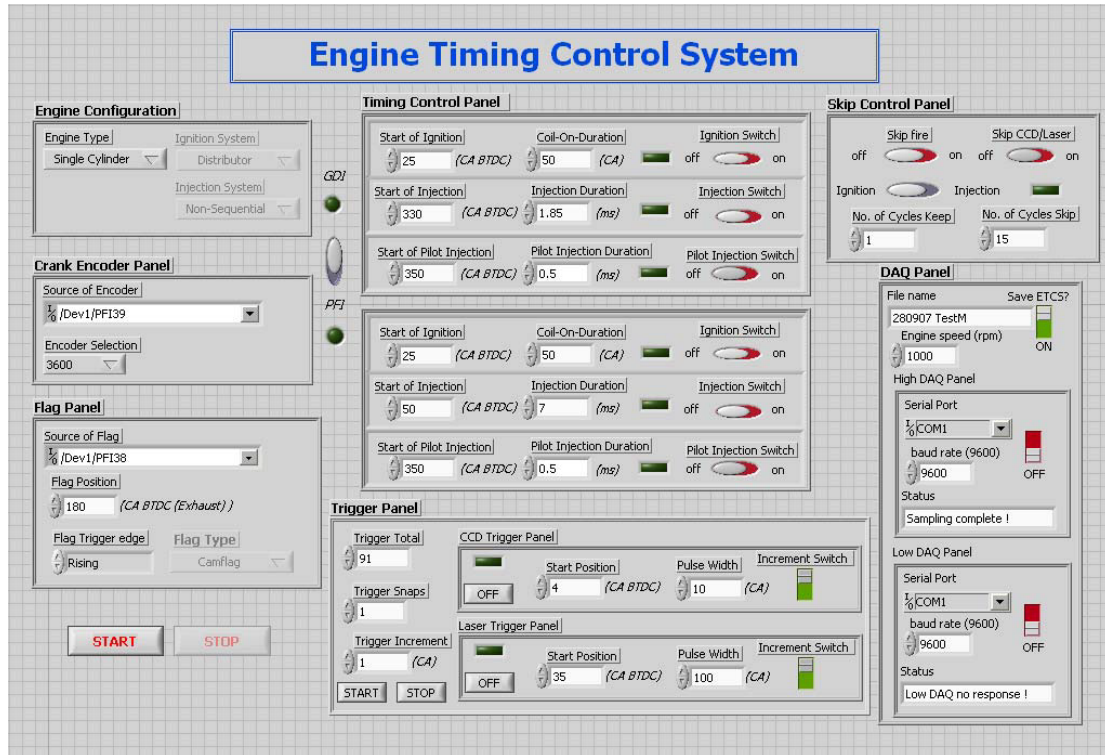 Engine Timing Control System
Engine Configuration
Engine Type
Single Cylinder
Ignition System
Distributor
Injection System
Non-Sequential
Crank Encoder Panel
Source of Encoder
I/O /Dev1/PFI39
Encoder Selection
3600
Flag Panel
Source of Flag
I/O /Dev1/PFI38
Flag Position
180 (CA BTDC (Exhaust) )
Flag Trigger edge Flag Type
Rising Camflag
START STOP
GDI
PFI
Timing Control Panel
Start of Ignition Coil-On-Duration Ignition Switch
25 (CA BTDC) 50 (CA) off on
Start of Injection Injection Duration Injection Switch
330 (CA BTDC) 1.85 (ms) off on
Start of Pilot Injection Pilot Injection Duration Pilot Injection Switch
350 (CA BTDC) 0.5 (ms) off on
Start of Ignition Coil-On-Duration Ignition Switch
25 (CA BTDC) 50 (CA) off on
Start of Injection Injection Duration Injection Switch
50 (CA BTDC) 7 (ms) off on
Start of Pilot Injection Pilot Injection Duration Pilot Injection Switch
350 (CA BTDC) 0.5 (ms) off on
Trigger Panel
Trigger Total
91
Trigger Snaps
1
Trigger Increment
1 (CA)
START STOP
CCD Trigger Panel
Start Position Pulse Width Increment Switch
OFF 4 (CA BTDC) 10 (CA)
Laser Trigger Panel
Start Position Pulse Width Increment Switch
OFF 35 (CA BTDC) 100 (CA)
Skip Control Panel
Skip fire Skip CCD/Laser
off on off on
Ignition Injection
No. of Cycles Keep No. of Cycles Skip
1 15
DAQ Panel
File name Save ETCS?
280907 TestM
Engine speed (rpm) ON
1000
High DAQ Panel
Serial Port
I/O COM1
baud rate (9600)
9600 OFF
Status
Sampling complete !
Low DAQ Panel
Serial Port
I/O COM1
baud rate (9600)
9600 OFF
Status
Low DAQ no response !